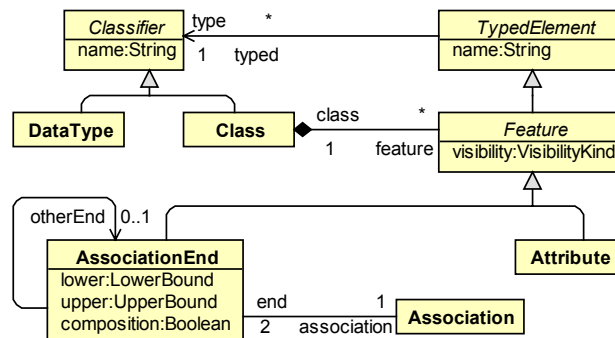 Classifier
name:String
type
*
1
typed
TypedElement
name:String
DataType
Class
class
*
1
feature
Feature
visibility:VisibilityKind
otherEnd
0..1
AssociationEnd
lower:LowerBound
upper:UpperBound
composition:Boolean
Attribute
end
1
2
association
Association